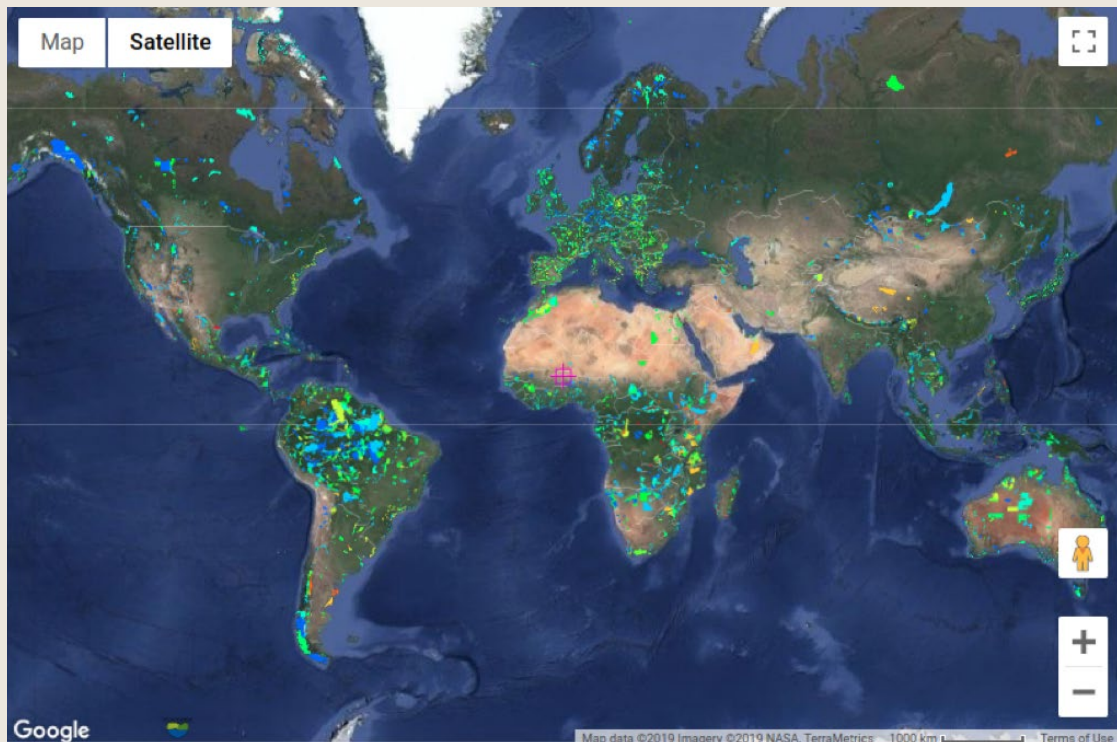 Map Satellite
Google
Map data ©2019 Imagery ©2019 NASA, TerraMetrics 1000 km Terms of Use